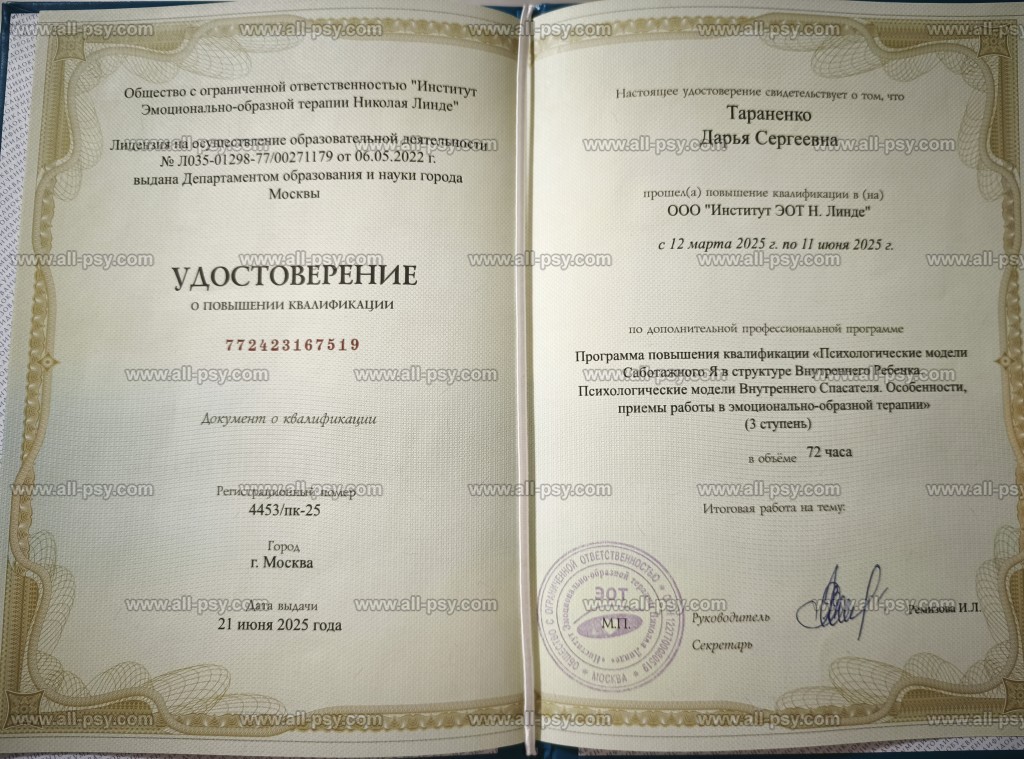 Общество с ограниченной ответственностью "Институт
Эмоционально-образной терапии Николая Линде"
Лицензия на осуществление образовательной деятельности
№ Л035-01298-77/00271179 от 06.05.2022 г.
выдана Департаментом образования и науки города
Москвы
УДОСТОВЕРЕНИЕ
О ПОВЫШЕНИИ КВАЛИФИКАЦИИ
772423167519
Документ о квалификации
Регистрационный номер
4453/пк-25
Город
г. Москва
Дата выдачи
21 июня 2025 года
Настоящее удостоверение свидетельствует о том, что
Тараненко
Дарья Сергеевна
прошел(а) повышение квалификации в (на)
ООО "Институт ЭОТ Н. Линде"
с 12 марта 2025 г. по 11 июня 2025 г.
по дополнительной профессиональной программе
Программа повышения квалификации «Психологические модели
Саботажного Я в структуре Внутреннего Ребенка.
Психологические модели Внутреннего Спасателя. Особенности,
приемы работы в эмоционально-образной терапии»
(3 ступень)
в объёме 72 часа
Итоговая работа на тему:
ОБЩЕСТВО С ОГРАНИЧЕННОЙ ОТВЕТСТВЕННОСТЬЮ
МОСКВА
ЭОТ
М.П.
Руководитель
Ремизова И.Л.
Секретарь
www.all-psy.com